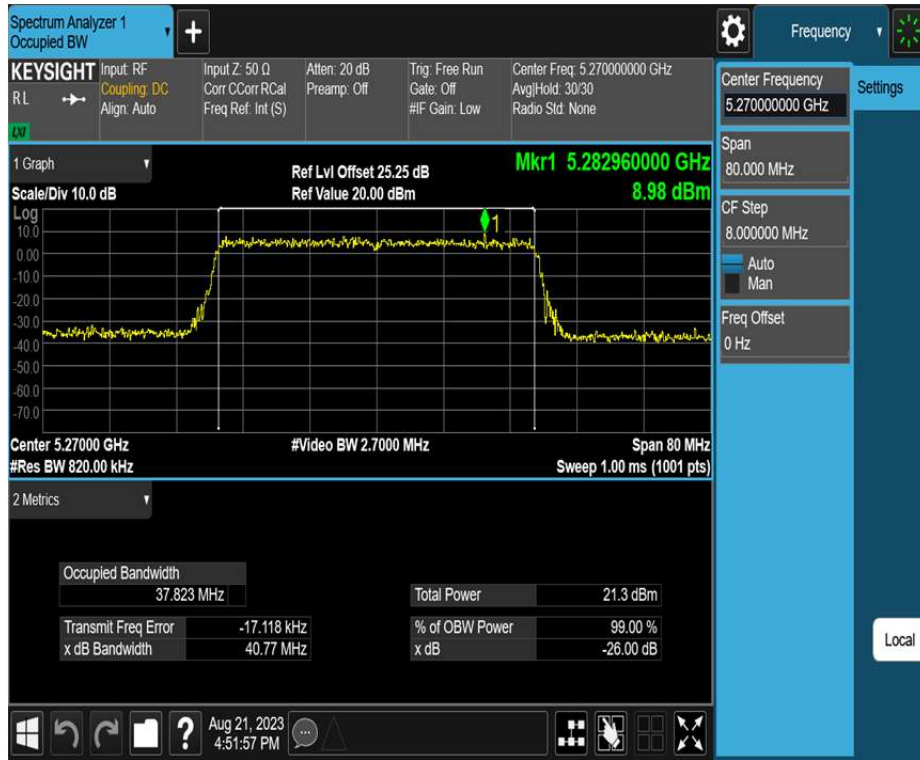 Spectrum Analyzer 1
Occupied BW
+
Frequency
KEYSIGHT
RL
LXI
Input: RF
Coupling: DC
Align: Auto
Input Z: 50 Ω
Corr CCorr RCal
Freq Ref: Int (S)
Atten: 20 dB
Preamp: Off
Trig: Free Run
Gate: Off
#IF Gain: Low
Center Freq: 5.270000000 GHz
Avg|Hold: 30/30
Radio Std: None
1 Graph
Scale/Div 10.0 dB
Ref Lvl Offset 25.25 dB
Ref Value 20.00 dBm
Mkr1 5.282960000 GHz
8.98 dBm
Log
10.0
0.00
-10.0
-20.0
-30.0
-40.0
-50.0
-60.0
-70.0
1
Center 5.27000 GHz
#Res BW 820.00 kHz
#Video BW 2.7000 MHz
Span 80 MHz
Sweep 1.00 ms (1001 pts)
2 Metrics
Occupied Bandwidth
37.823 MHz
Transmit Freq Error -17.118 kHz
x dB Bandwidth 40.77 MHz
Total Power 21.3 dBm
% of OBW Power 99.00 %
x dB -26.00 dB
Center Frequency
5.270000000 GHz
Span
80.000 MHz
CF Step
8.000000 MHz
Auto
Man
Freq Offset
0 Hz
Settings
Local
?
Aug 21, 2023
4:51:57 PM